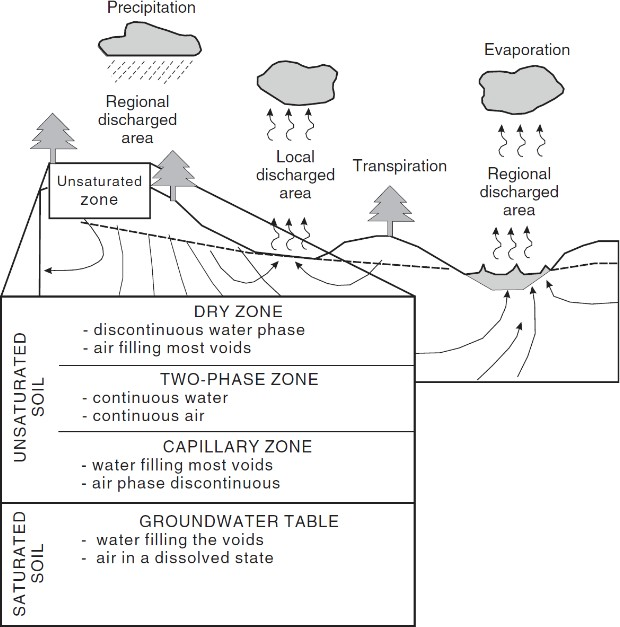 Precipitation
Evaporation
Regional
discharged
area
Local
discharged
area
Transpiration
Regional
discharged
area
Unsaturated
zone
UNSATURATED
SOIL
DRY ZONE
- discontinuous water phase
- air filling most voids
TWO-PHASE ZONE
- continuous water
- continuous air
CAPILLARY ZONE
- water filling most voids
- air phase discontinuous
SATURATED
SOIL
GROUNDWATER TABLE
- water filling the voids
- air in a dissolved state